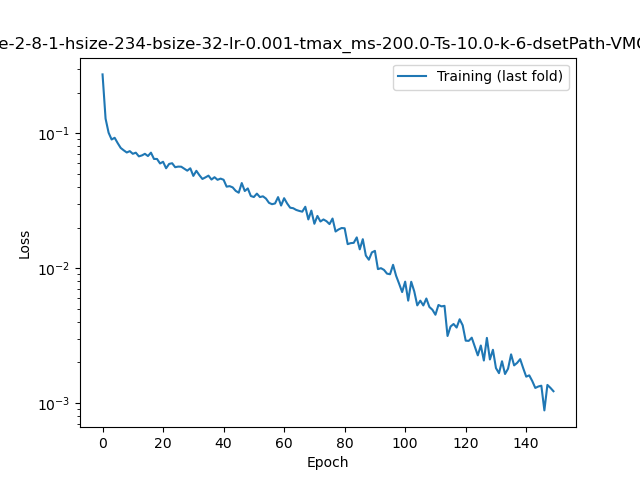 e-2-8-1-hsize-234-bsize-32-lr-0.001-tmax_ms-200.0-Ts-10.0-k-6-dsetPath-VMC
Training (last fold)
10⁻¹
10⁻²
10⁻³
Loss
0 20 40 60 80 100 120 140
Epoch